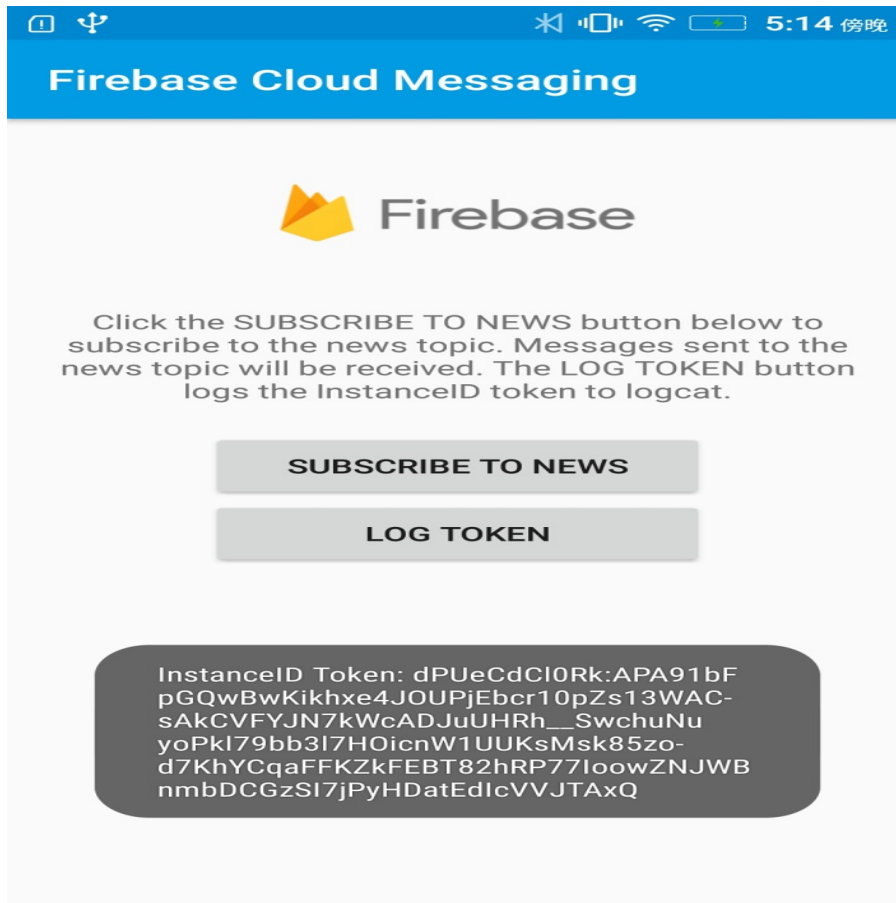 5:14 傍晚
Firebase Cloud Messaging
Firebase
Click the SUBSCRIBE TO NEWS button below to
subscribe to the news topic. Messages sent to the
news topic will be received. The LOG TOKEN button
logs the InstanceID token to logcat.
SUBSCRIBE TO NEWS
LOG TOKEN
InstanceID Token: dPUeCdCl0Rk:APA91bF
pGQwBwKikhxe4JOUPjEbcr10pZs13WAC-
sAkCVFYJN7kWcADJuUHRh__SwchuNu
yoPkl79bb3l7HOicnW1UUKsMsk85zo-
d7KhYCqaFFKZkFEBT82hRP77IoowZNJWB
nmbDCGzSI7jPyHDatEdIcVVJTAxQ